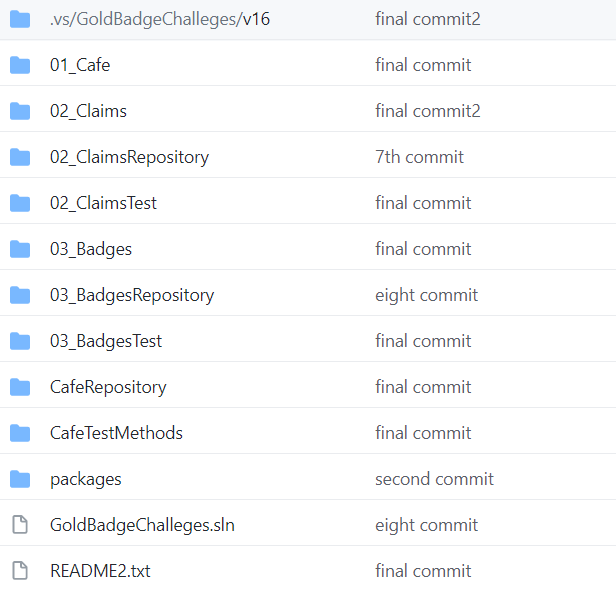 .vs/GoldBadgeChalleges/v16 final commit2
01_Cafe final commit
02_Claims final commit2
02_ClaimsRepository 7th commit
02_ClaimsTest final commit
03_Badges final commit
03_BadgesRepository eight commit
03_BadgesTest final commit
CafeRepository final commit
CafeTestMethods final commit
packages second commit
GoldBadgeChalleges.sln eight commit
README2.txt final commit